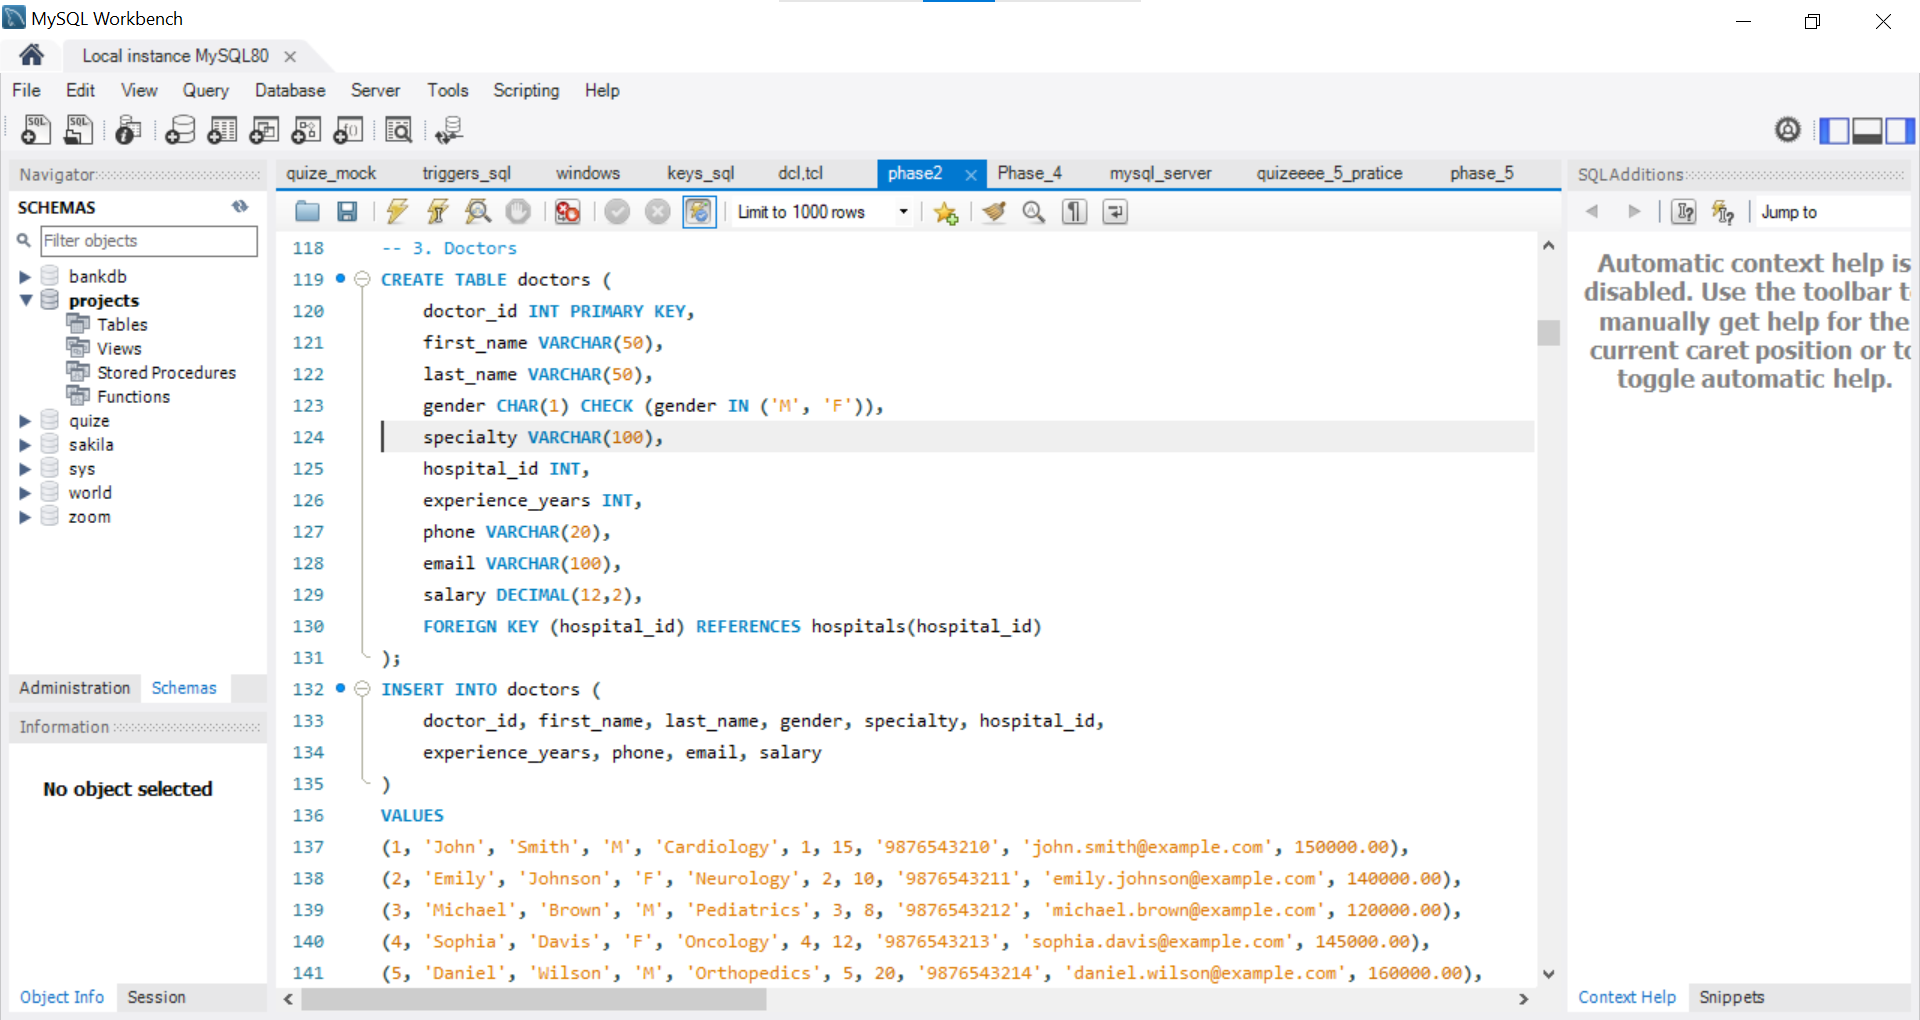 MySQL Workbench
Local instance MySQL80
File Edit View Query Database Server Tools Scripting Help
Navigator
SCHEMAS
Filter objects
bankdb
projects
Tables
Views
Stored Procedures
Functions
quize
sakila
sys
world
zoom
Administration Schemas
Information
No object selected
Object Info Session
quize_mock triggers_sql windows keys_sql dcl,tcl phase2 Phase_4 mysql_server quizeeee_5_pratice phase_5
Limit to 1000 rows
118 -- 3. Doctors
119 CREATE TABLE doctors (
120 doctor_id INT PRIMARY KEY,
121 first_name VARCHAR(50),
122 last_name VARCHAR(50),
123 gender CHAR(1) CHECK (gender IN ('M', 'F')),
124 specialty VARCHAR(100),
125 hospital_id INT,
126 experience_years INT,
127 phone VARCHAR(20),
128 email VARCHAR(100),
129 salary DECIMAL(12,2),
130 FOREIGN KEY (hospital_id) REFERENCES hospitals(hospital_id)
131 );
132 INSERT INTO doctors (
133 doctor_id, first_name, last_name, gender, specialty, hospital_id,
134 experience_years, phone, email, salary
135 )
136 VALUES
137 (1, 'John', 'Smith', 'M', 'Cardiology', 1, 15, '9876543210', 'john.smith@example.com', 150000.00),
138 (2, 'Emily', 'Johnson', 'F', 'Neurology', 2, 10, '9876543211', 'emily.johnson@example.com', 140000.00),
139 (3, 'Michael', 'Brown', 'M', 'Pediatrics', 3, 8, '9876543212', 'michael.brown@example.com', 120000.00),
140 (4, 'Sophia', 'Davis', 'F', 'Oncology', 4, 12, '9876543213', 'sophia.davis@example.com', 145000.00),
141 (5, 'Daniel', 'Wilson', 'M', 'Orthopedics', 5, 20, '9876543214', 'daniel.wilson@example.com', 160000.00),
SQLAdditions
Jump to
Automatic context help is
disabled. Use the toolbar t
manually get help for the
current caret position or to
toggle automatic help.
Context Help Snippets